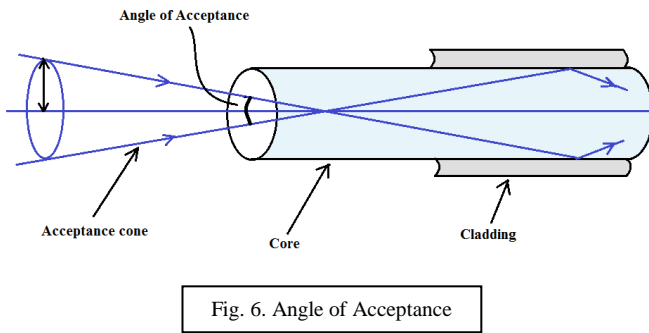 Angle of Acceptance
Acceptance cone
Core
Cladding
Fig. 6. Angle of Acceptance